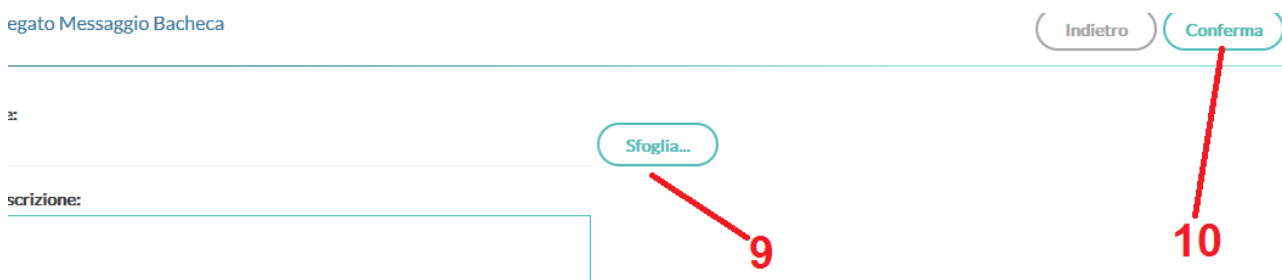 egato Messaggio Bacheca
Indietro
Conferma
e:
Sfoglia...
scrizione:
9
10